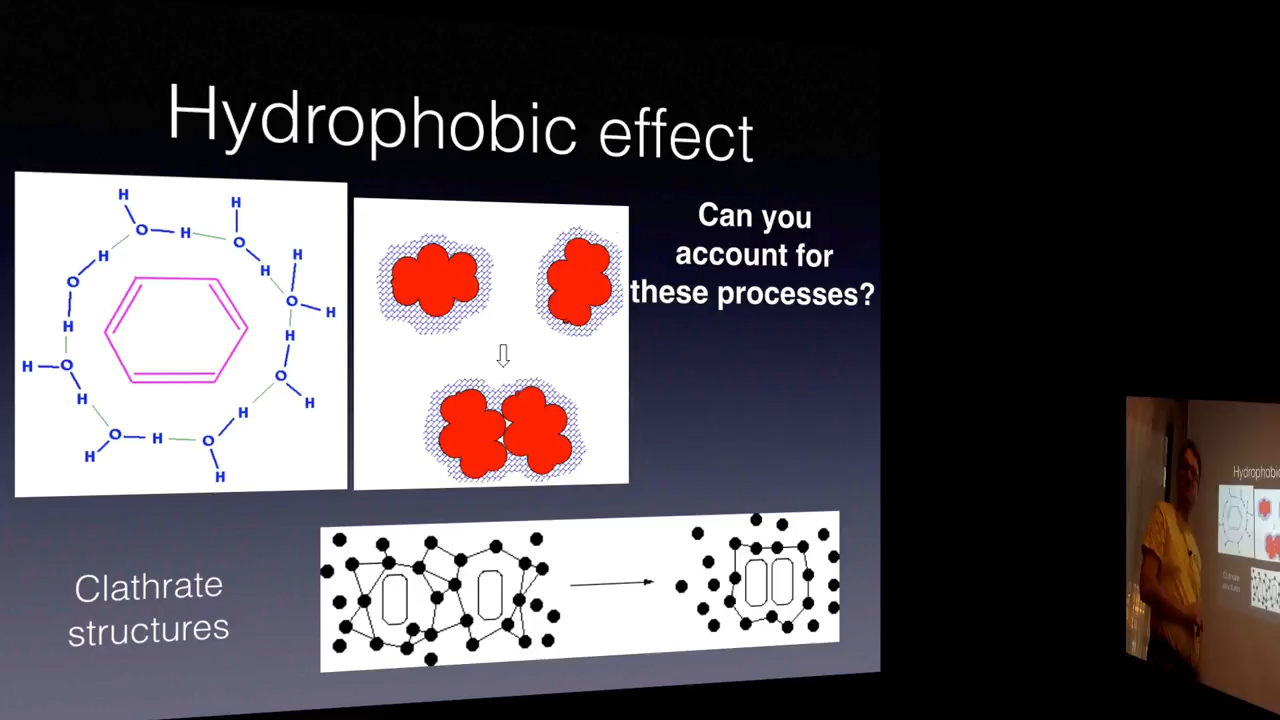 Hydrophobic effect
H H
O H O
H H H
O O H
H H
H O O
H H H
O H O
H H
Can you
account for
these processes?
Clathrate
structures